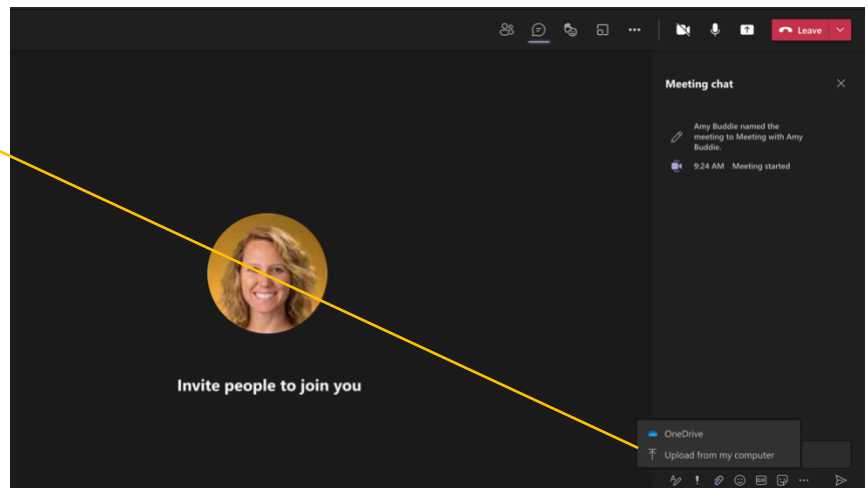 Leave
Meeting chat
Amy Buddie named the
meeting to Meeting with Amy
Buddie.
9:24 AM Meeting started
Invite people to join you
OneDrive
Upload from my computer
GIF